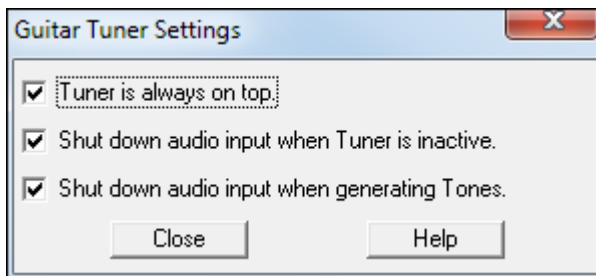 Guitar Tuner Settings
Tuner is always on top.
Shut down audio input when Tuner is inactive.
Shut down audio input when generating Tones.
Close Help